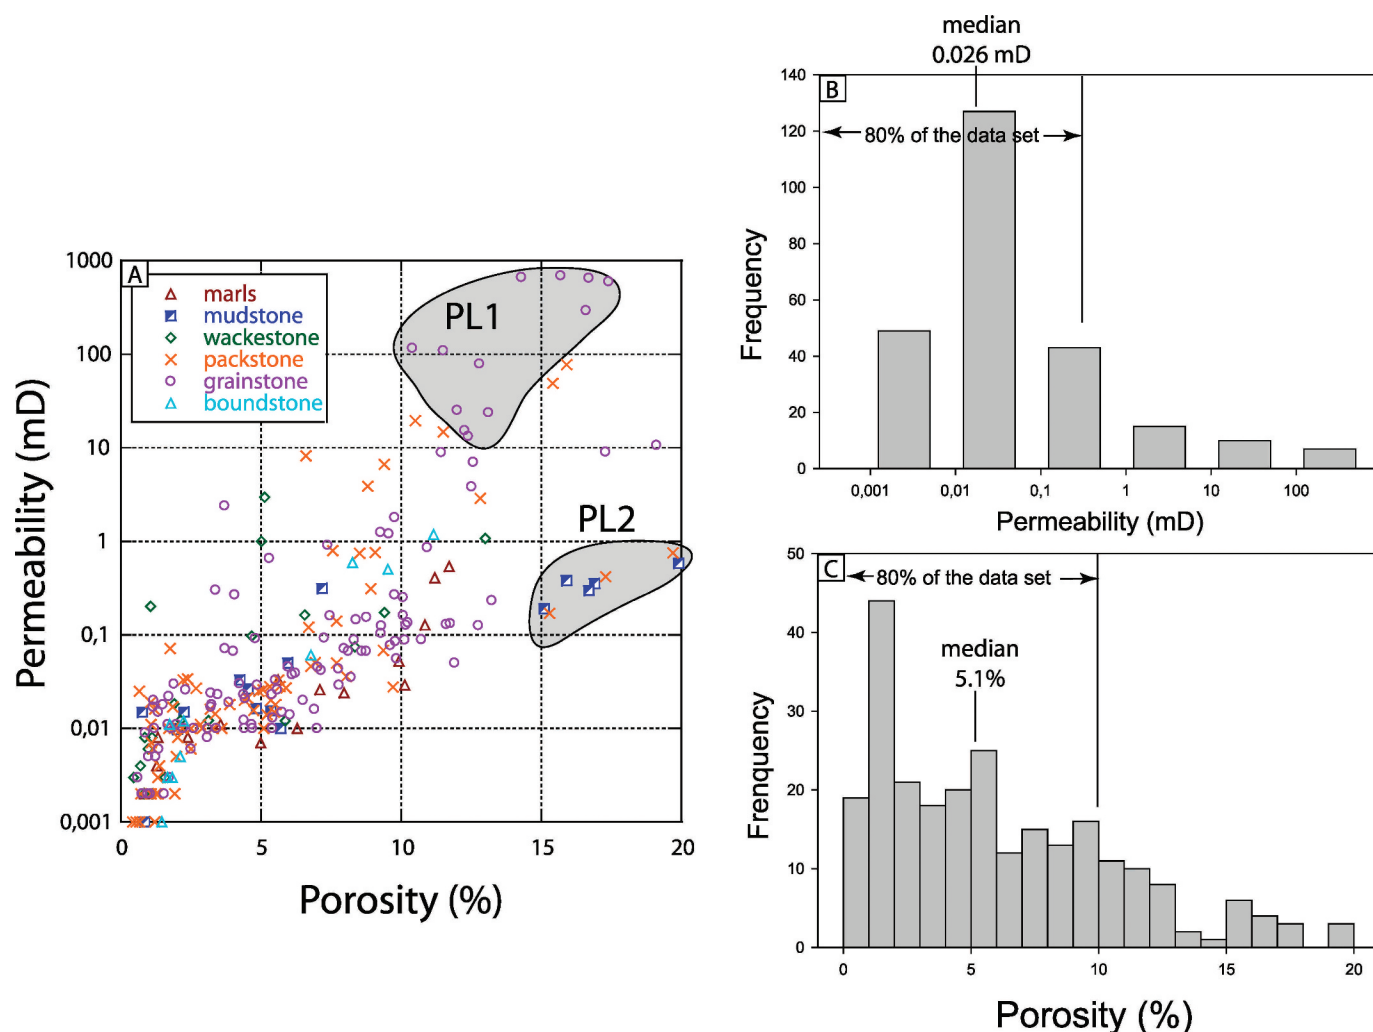 A
marls
mudstone
wackestone
packstone
grainstone
boundstone
PL1
PL2
1000
100
10
1
0,1
0,01
0,001
Permeability (mD)
0
5
10
15
20
Porosity (%)
median
0.026 mD
B
80% of the data set
140
120
100
80
60
40
20
0
Frequency
0,001
0,01
0,1
1
10
100
Permeability (mD)
C
80% of the data set
median
5.1%
50
40
30
20
10
0
Frenquency
0
5
10
15
20
Porosity (%)